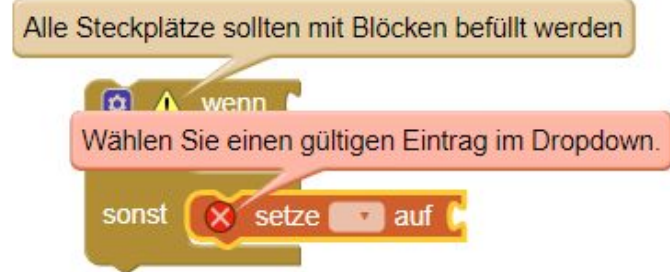 Alle Steckplätze sollten mit Blöcken befüllt werden
wenn
Wählen Sie einen gültigen Eintrag im Dropdown.
sonst setze auf